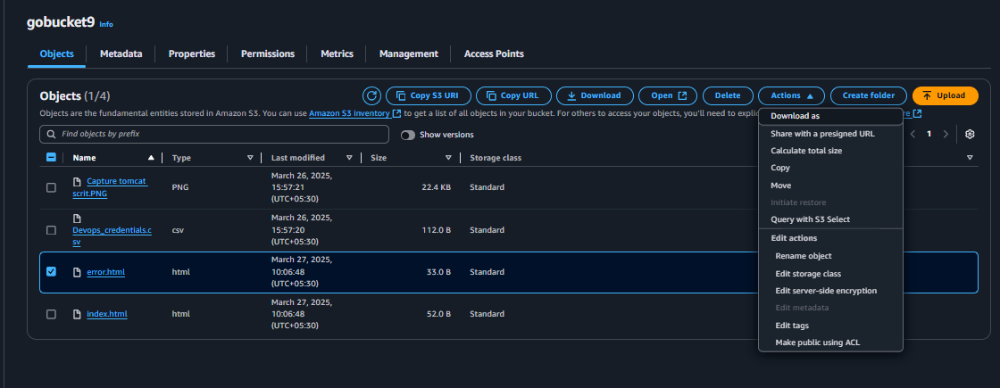 gobucket9 Info
Objects Metadata Properties Permissions Metrics Management Access Points
Objects (1/4) Copy S3 URI Copy URL Download Open Delete Actions Create folder Upload
Objects are the fundamental entities stored in Amazon S3. You can use Amazon S3 inventory to get a list of all objects in your bucket. For others to access your objects, you'll need to
Find objects by prefix Show versions 1
Name Type Last modified Size Storage class
Capture tomcat
scrit.PNG
PNG
March 26, 2025,
15:57:21
(UTC+05:30)
22.4 KB
Standard
Devops_credentials.c
sv
csv
March 26, 2025,
15:57:20
(UTC+05:30)
112.0 B
Standard
error.html
html
March 27, 2025,
10:06:48
(UTC+05:30)
33.0 B
Standard
index.html
html
March 27, 2025,
10:06:48
(UTC+05:30)
52.0 B
Standard
Download as
Share with a presigned URL
Calculate total size
Copy
Move
Initiate restore
Query with S3 Select
Edit actions
Rename object
Edit storage class
Edit server-side encryption
Edit metadata
Edit tags
Make public using ACL